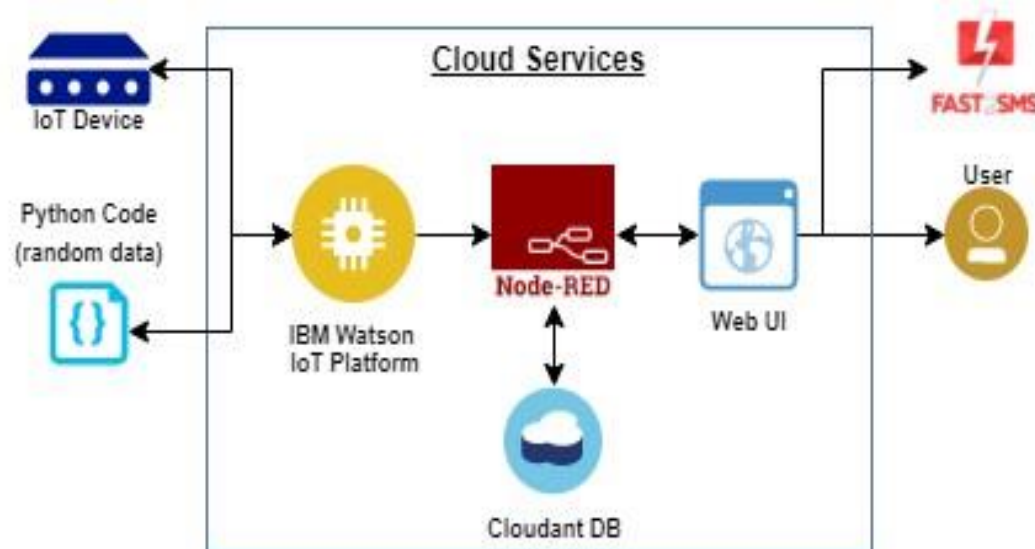 Cloud Services
IoT Device
FAST2SMS
User
Python Code
(random data)
{}
Node-RED
IBM Watson
IoT Platform
Web UI
Cloudant DB